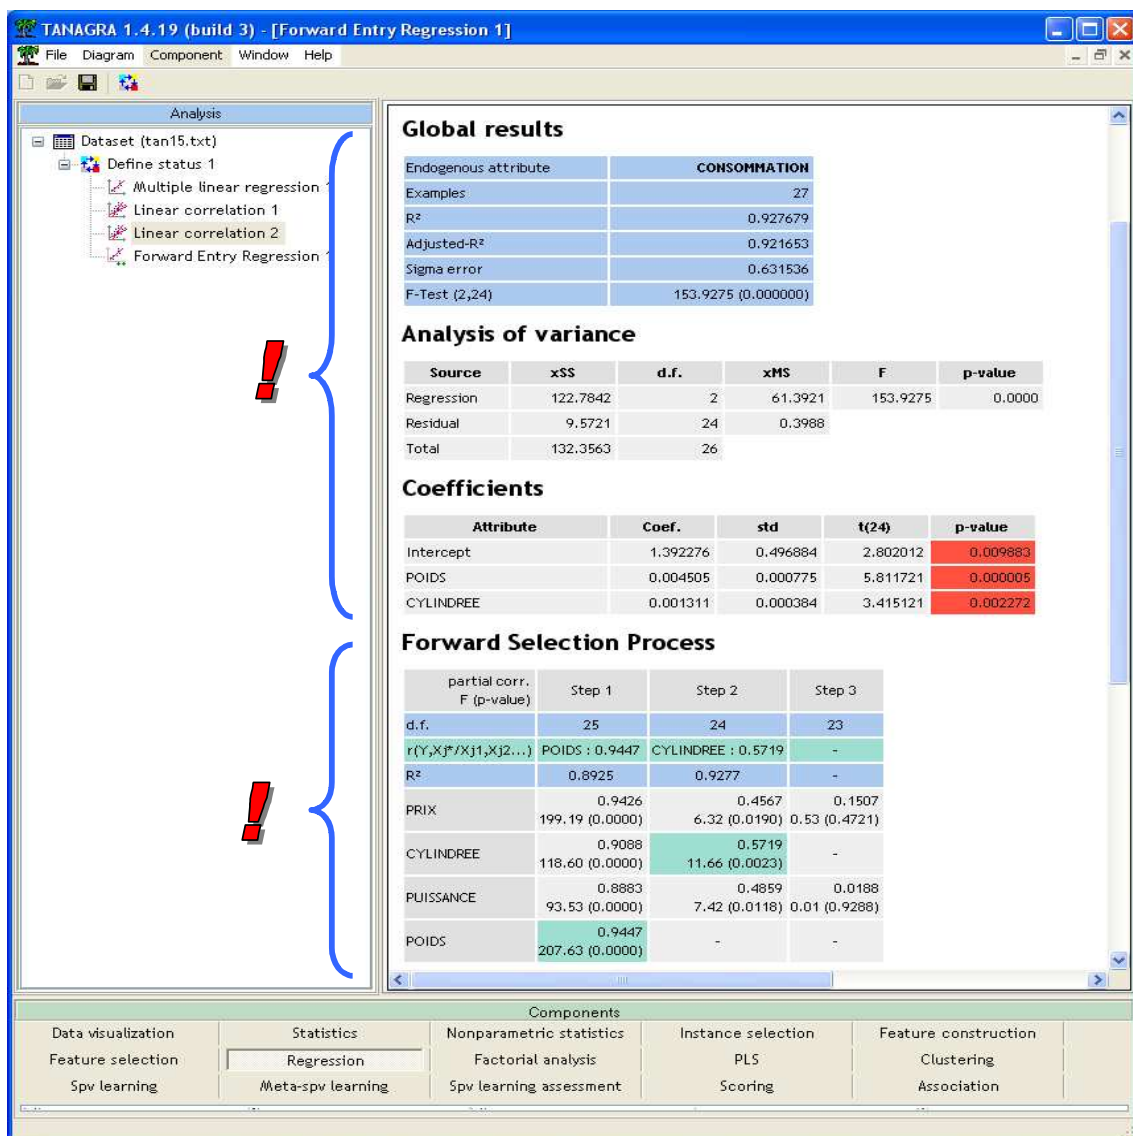 TANAGRA 1.4.19 (build 3) - [Forward Entry Regression 1]
File Diagram Component Window Help
Analysis
Dataset (tan15.txt)
Define status 1
Multiple linear regression 1
Linear correlation 1
Linear correlation 2
Forward Entry Regression 1
Global results
Endogenous attribute CONSOMMATION
Examples 27
R² 0.927679
Adjusted-R² 0.921653
Sigma error 0.631536
F-Test (2,24) 153.9275 (0.000000)
Analysis of variance
Source xSS d.f. xMS F p-value
Regression 122.7842 2 61.3921 153.9275 0.0000
Residual 9.5721 24 0.3988
Total 132.3563 26
Coefficients
Attribute Coef. std t(24) p-value
Intercept 1.392276 0.496884 2.802012 0.009883
POIDS 0.004505 0.000775 5.811721 0.000005
CYLINDREE 0.001311 0.000384 3.415121 0.002272
Forward Selection Process
partial corr.
F (p-value) Step 1 Step 2 Step 3
d.f. 25 24 23
r(Y,Xj*/Xj1,Xj2...) POIDS : 0.9447 CYLINDREE : 0.5719 -
R² 0.8925 0.9277 -
PRIX 0.9426 0.4567 0.1507
199.19 (0.0000) 6.32 (0.0190) 0.53 (0.4721)
CYLINDREE 0.9088 0.5719 -
118.60 (0.0000) 11.66 (0.0023)
PUISSANCE 0.8883 0.4859 0.0188
93.53 (0.0000) 7.42 (0.0118) 0.01 (0.9288)
POIDS 0.9447 - -
207.63 (0.0000)
!
!
Components
Data visualization Statistics Nonparametric statistics Instance selection Feature construction
Feature selection Regression Factorial analysis PLS Clustering
Spv learning Meta-spv learning Spv learning assessment Scoring Association